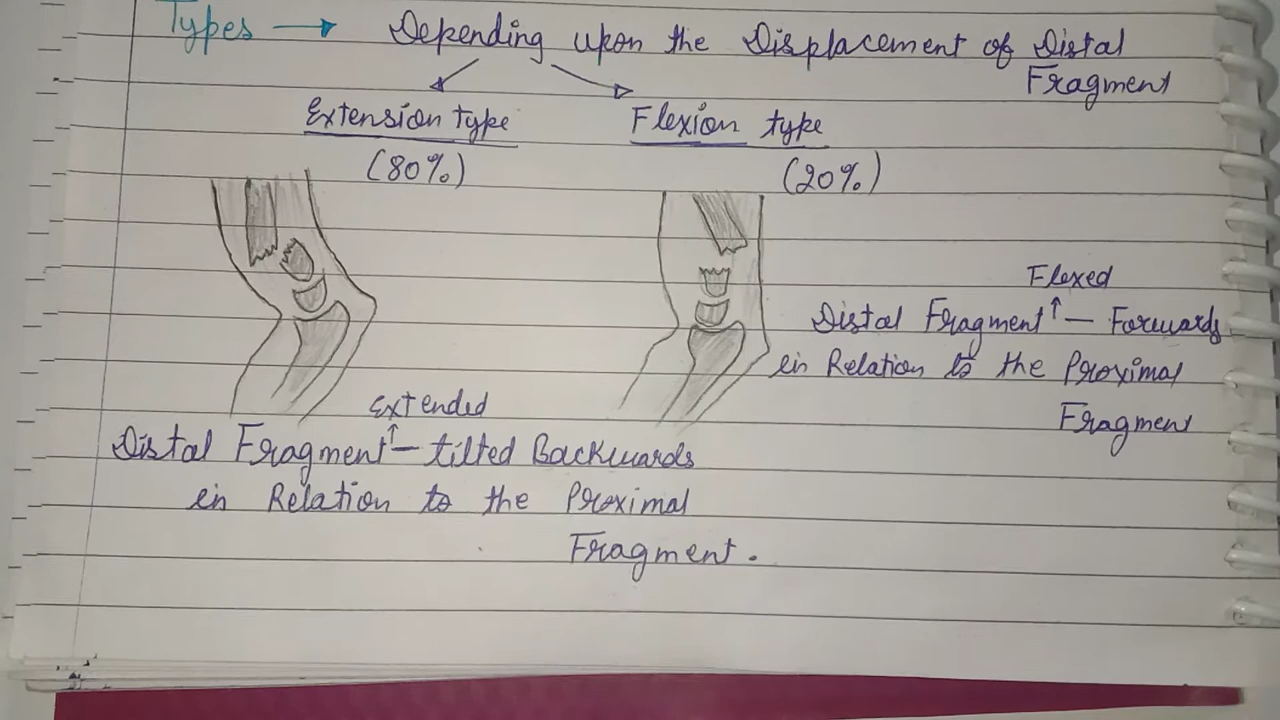 Types → Depending upon the Displacement of Distal
Fragment
Extension type
Flexion type
(80%)
(20%)
Flexed
Distal Fragment ↑ — Forwards
in Relation to the Proximal
Fragment
Extended
Distal Fragment ↑ — tilted Backwards
in Relation to the Proximal
Fragment.